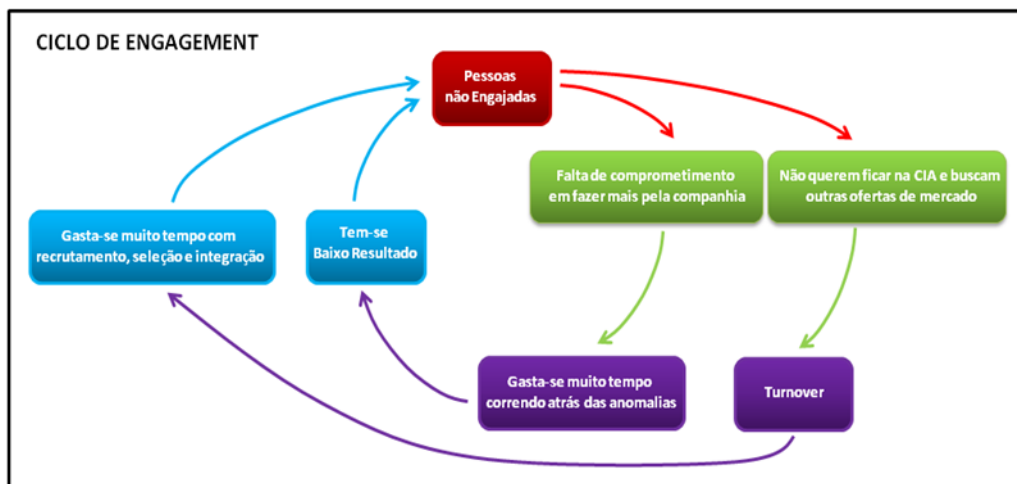 CICLO DE ENGAGEMENT
Pessoas
não Engajadas
Falta de comprometimento
em fazer mais pela companhia
Não querem ficar na CIA e buscam
outras ofertas de mercado
Gasta-se muito tempo com
recrutamento, seleção e integração
Tem-se
Baixo Resultado
Gasta-se muito tempo
correndo atrás das anomalias
Turnover